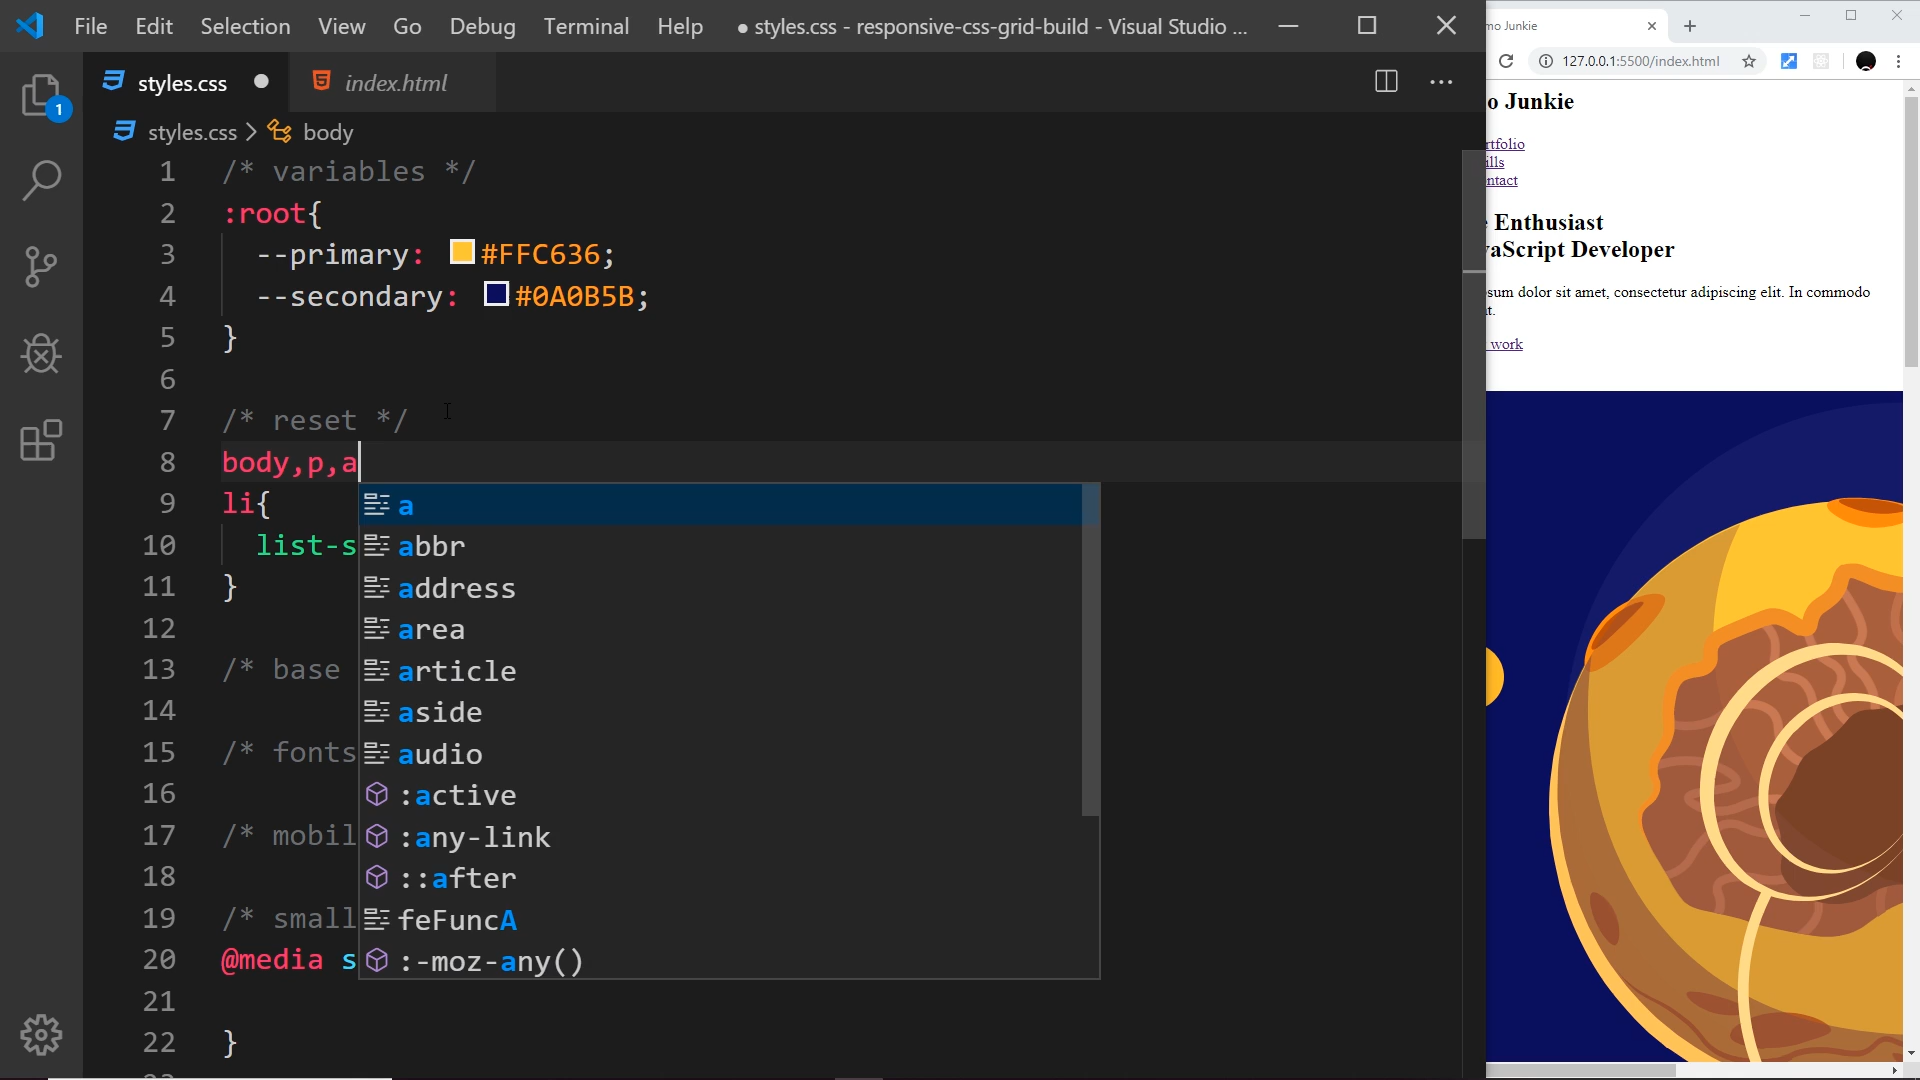 File Edit Selection View Go Debug Terminal Help ● styles.css - responsive-css-grid-build - Visual Studio ...
mo Junkie
127.0.0.1:5500/index.html
styles.css
index.html
1
styles.css > body
1 /* variables */
2 :root{
3 --primary: #FFC636;
4 --secondary: #0A0B5B;
5 }
6
7 /* reset */
8 body,p,a
9 li{
10 list-s
11 }
12
13 /* base
14
15 /* fonts
16
17 /* mobil
18
19 /* small
20 @media s
21
22 }
a
abbr
address
area
article
aside
audio
:active
:any-link
::after
feFuncA
:-moz-any()
o Junkie
rtfolio
ills
ntact
e Enthusiast
vaScript Developer
sum dolor sit amet, consectetur adipiscing elit. In commodo
it.
work